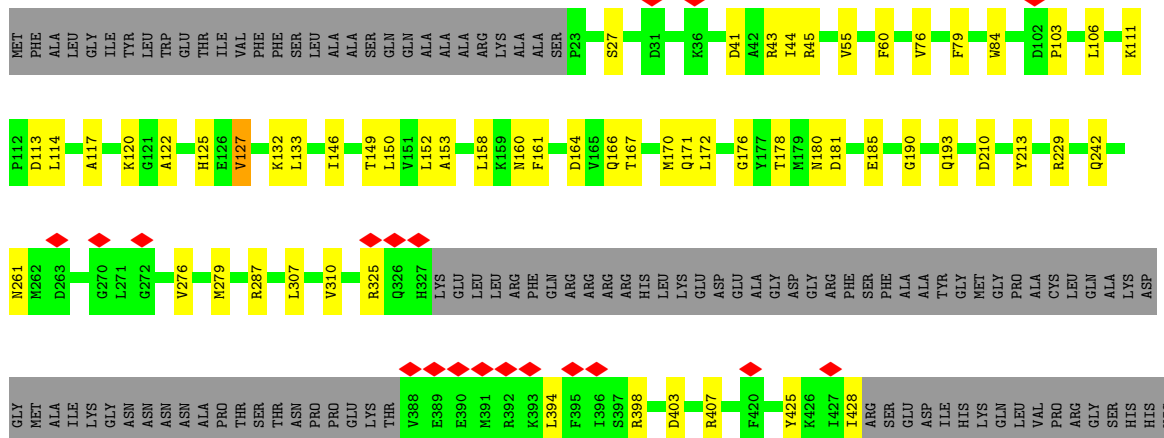 MET PHE ALA LEU GLY ILE TYR LEU TRP GLU THR ILE VAL PHE PHE SER LEU ALA ALA SER GLN GLN ALA ALA ALA ARG LYS ALA ALA SER P23 S27 D31 K36 D41 A42 R43 I44 R45 V55 F60 V76 F79 W84 D102 P103 L106 K111
P112 D113 L114 A117 K120 G121 A122 H125 E126 V127 K132 L133 I146 T149 L150 V151 L152 A153 L158 K159 N160 F161 D164 V165 Q166 T167 M170 Q171 L172 G176 Y177 T178 M179 N180 D181 E185 G190 Q193 D210 Y213 R229 Q242
N261 M262 D263 G270 L271 G272 V276 M279 R287 L307 V310 R325 Q326 H327 LYS GLU LEU LEU ARG PHE GLN ARG ARG ARG ARG HIS LEU LYS GLU ASP GLU ALA GLY ASP GLY ARG PHE SER PHE ALA ALA TYR GLY MET GLY PRO ALA CYS LEU GLN ALA LYS ASP
GLY MET ALA ILE LYS GLY ASN ASN ASN ASN ALA PRO THR SER THR ASN PRO PRO GLU LYS THR V388 E389 E390 M391 R392 K393 L394 F395 I396 S397 R398 D403 R407 F420 Y425 K426 I427 I428 ARG SER GLU ASP ILE HIS LYS GLN LEU VAL PRO ARG GLY SER HIS HIS